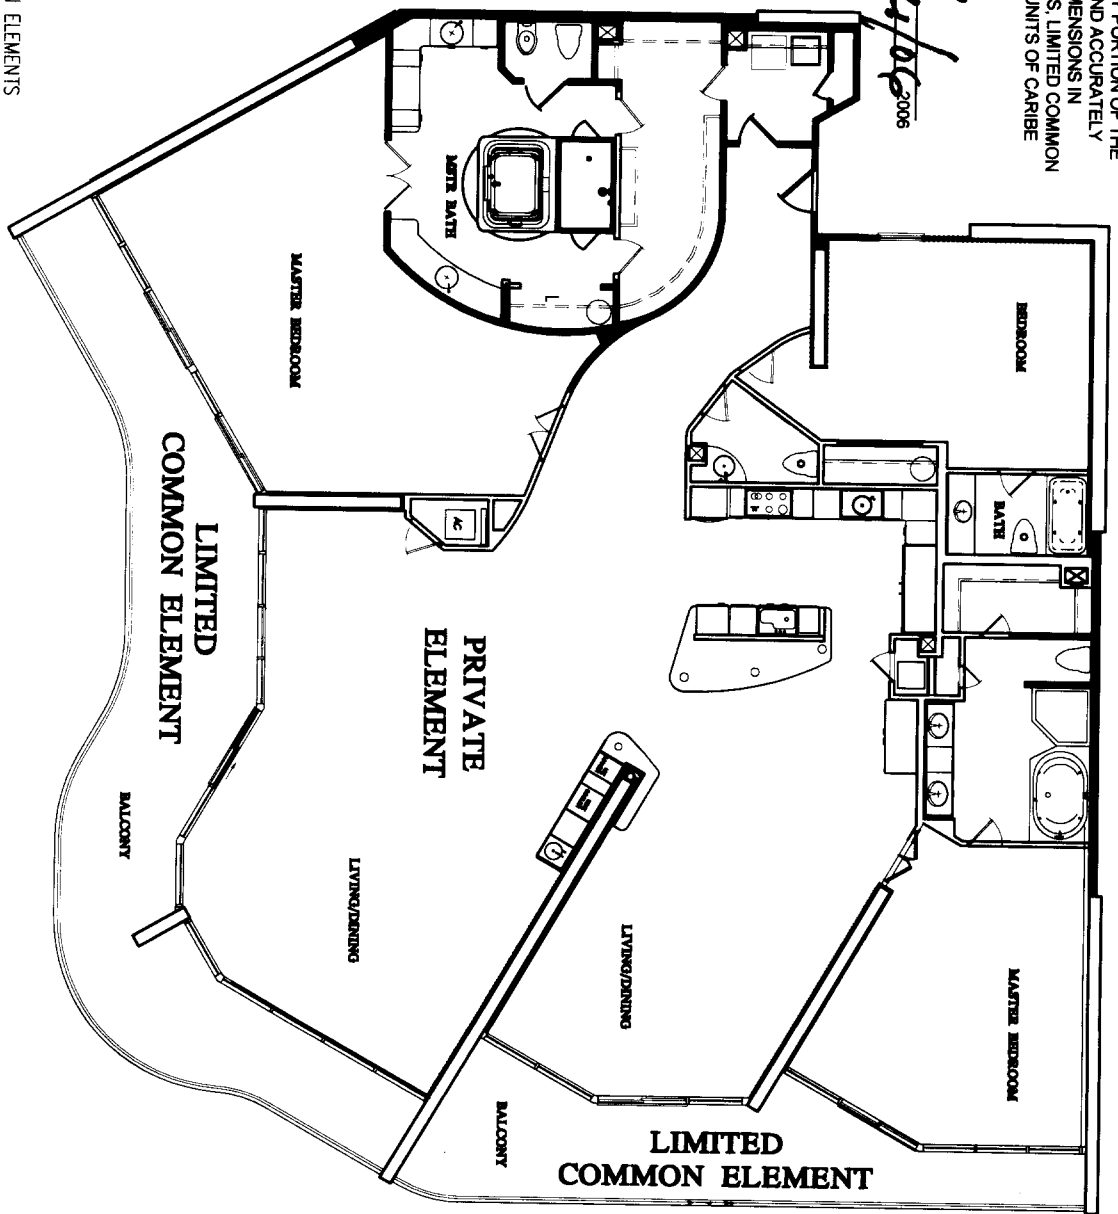 PORTION OF THE
ND ACCURATELY
MENSIONS IN
S, LIMITED COMMON
UNITS OF CARIBE
2006
ELEMENTS
BEDROOM
MSTR BATH
L
MASTER BEDROOM
BATH
AC
LIMITED
COMMON ELEMENT
PRIVATE
ELEMENT
BALCONY
LIVING/DINING
LIVING/DINING
MASTER BEDROOM
BALCONY
LIMITED
COMMON ELEMENT